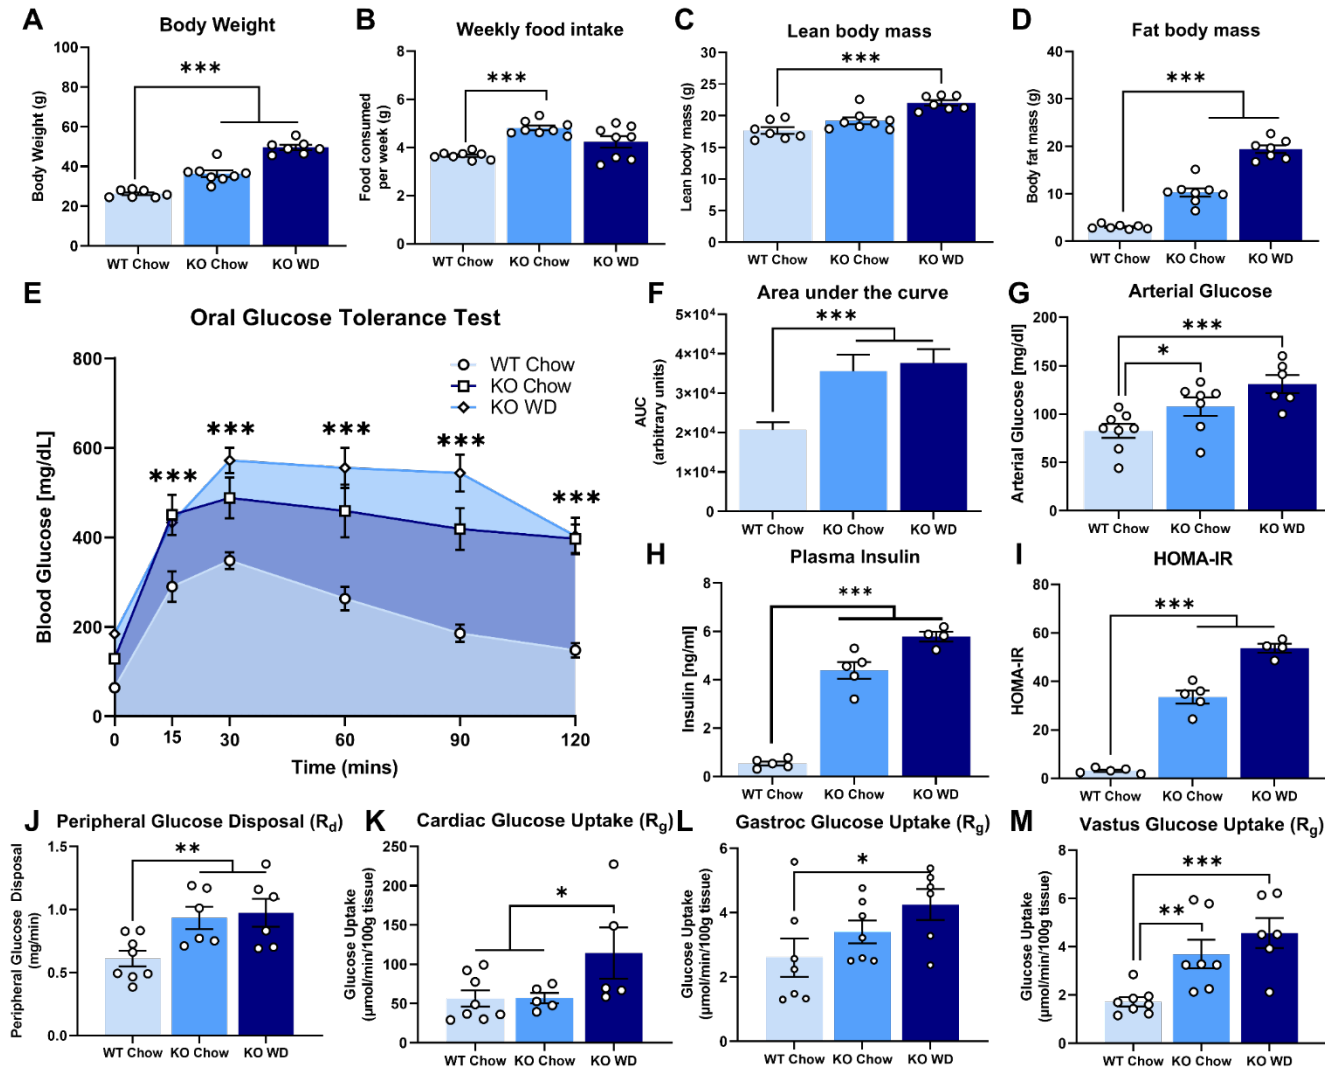 A
Body Weight
***
Body Weight (g)
100
80
60
40
20
0
WT Chow KO Chow KO WD
B
Weekly food intake
***
Food consumed
per week (g)
8
6
4
2
0
WT Chow KO Chow KO WD
C
Lean body mass
***
Lean body mass (g)
30
25
20
15
10
5
0
WT Chow KO Chow KO WD
D
Fat body mass
***
Body fat mass (g)
40
30
20
10
0
WT Chow KO Chow KO WD
E
Oral Glucose Tolerance Test
WT Chow
KO Chow
KO WD
*** *** *** *** ***
Blood Glucose [mg/dL]
800
600
400
200
0
0 15 30 60 90 120
Time (mins)
F
Area under the curve
***
AUC
(arbitrary units)
5×10⁴
4×10⁴
3×10⁴
2×10⁴
1×10⁴
0
WT Chow KO Chow KO WD
G
Arterial Glucose
***
*
Arterial Glucose [mg/dl]
200
150
100
50
0
WT Chow KO Chow KO WD
H
Plasma Insulin
***
Insulin [ng/ml]
8
6
4
2
0
WT Chow KO Chow KO WD
I
HOMA-IR
***
HOMA-IR
80
60
40
20
0
WT Chow KO Chow KO WD
J
Peripheral Glucose Disposal (Rd)
**
Peripheral Glucose Disposal
(mg/min)
1.5
1.0
0.5
0.0
WT Chow KO Chow KO WD
K
Cardiac Glucose Uptake (Rg)
*
Glucose Uptake
(μmol/min/100g tissue)
250
200
150
100
50
0
WT Chow KO Chow KO WD
L
Gastroc Glucose Uptake (Rg)
*
Glucose Uptake
(μmol/min/100g tissue)
6
4
2
0
WT Chow KO Chow KO WD
M
Vastus Glucose Uptake (Rg)
***
**
Glucose Uptake
(μmol/min/100g tissue)
8
6
4
2
0
WT Chow KO Chow KO WD